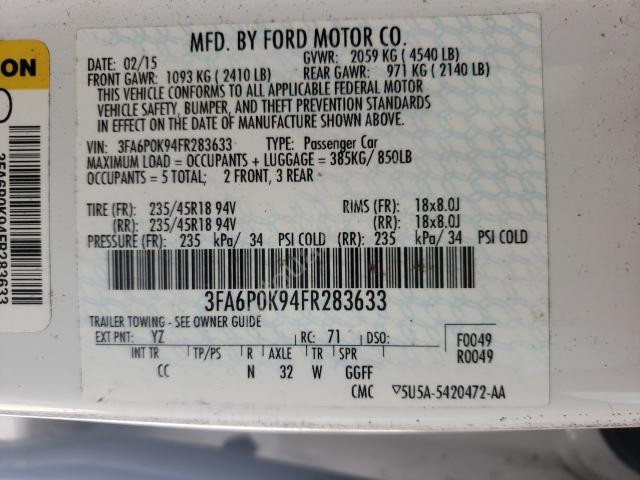 MFD. BY FORD MOTOR CO.
DATE: 02/15 GVWR: 2059 KG ( 4540 LB)
FRONT GAWR: 1093 KG ( 2410 LB) REAR GAWR: 971 KG ( 2140 LB)
THIS VEHICLE CONFORMS TO ALL APPLICABLE FEDERAL MOTOR
VEHICLE SAFETY, BUMPER, AND THEFT PREVENTION STANDARDS
IN EFFECT ON THE DATE OF MANUFACTURE SHOWN ABOVE.
VIN: 3FA6P0K94FR283633 TYPE: Passenger Car
MAXIMUM LOAD = OCCUPANTS + LUGGAGE = 385KG/ 850LB
OCCUPANTS = 5 TOTAL; 2 FRONT, 3 REAR
TIRE (FR): 235/45R18 94V RIMS (FR): 18x8.0J
(RR): 235/45R18 94V (RR): 18x8.0J
PRESSURE (FR): 235 kPa/ 34 PSI COLD (RR): 235 kPa/ 34 PSI COLD
3FA6P0K94FR283633
TRAILER TOWING - SEE OWNER GUIDE
EXT PNT: YZ RC: 71 DSO: F0049
R0049
INT TR TP/PS R AXLE TR SPR
CC N 32 W GGFF
CMC 5U5A-5420472-AA
ON
3FA6P0K94FR283633